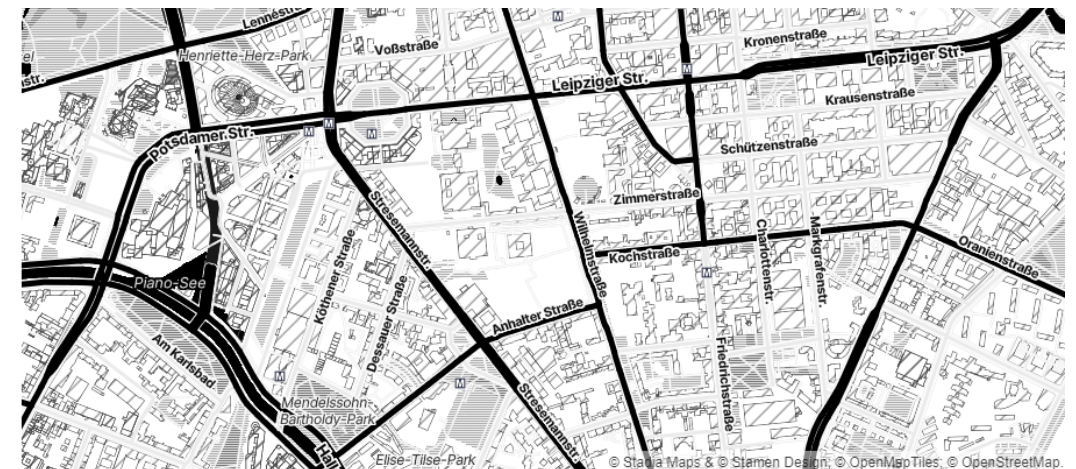 Lennéstr
Voßstraße
Kronenstraße
Henriette-Herz-Park
Leipziger Str.
Leipziger Str.
str.
Krausenstraße
Potsdamer Str.
Schützenstraße
Zimmerstraße
Stresemannstr.
Wilhelmstraße
Charlottenstr.
Markgrafenstr.
Kochstraße
Oranienstraße
Köthener Straße
Piano-See
Dessauer Straße
Anhalter Straße
Am Karlsbad
Friedrichstraße
Stresemannstr.
Mendelssohn-
Bartholdy-Park
Hal
Elise-Tilse-Park
© Stadia Maps & © Stamen Design, © OpenMapTiles, © OpenStreetMap.
M
M
M
M
M
M
M
M